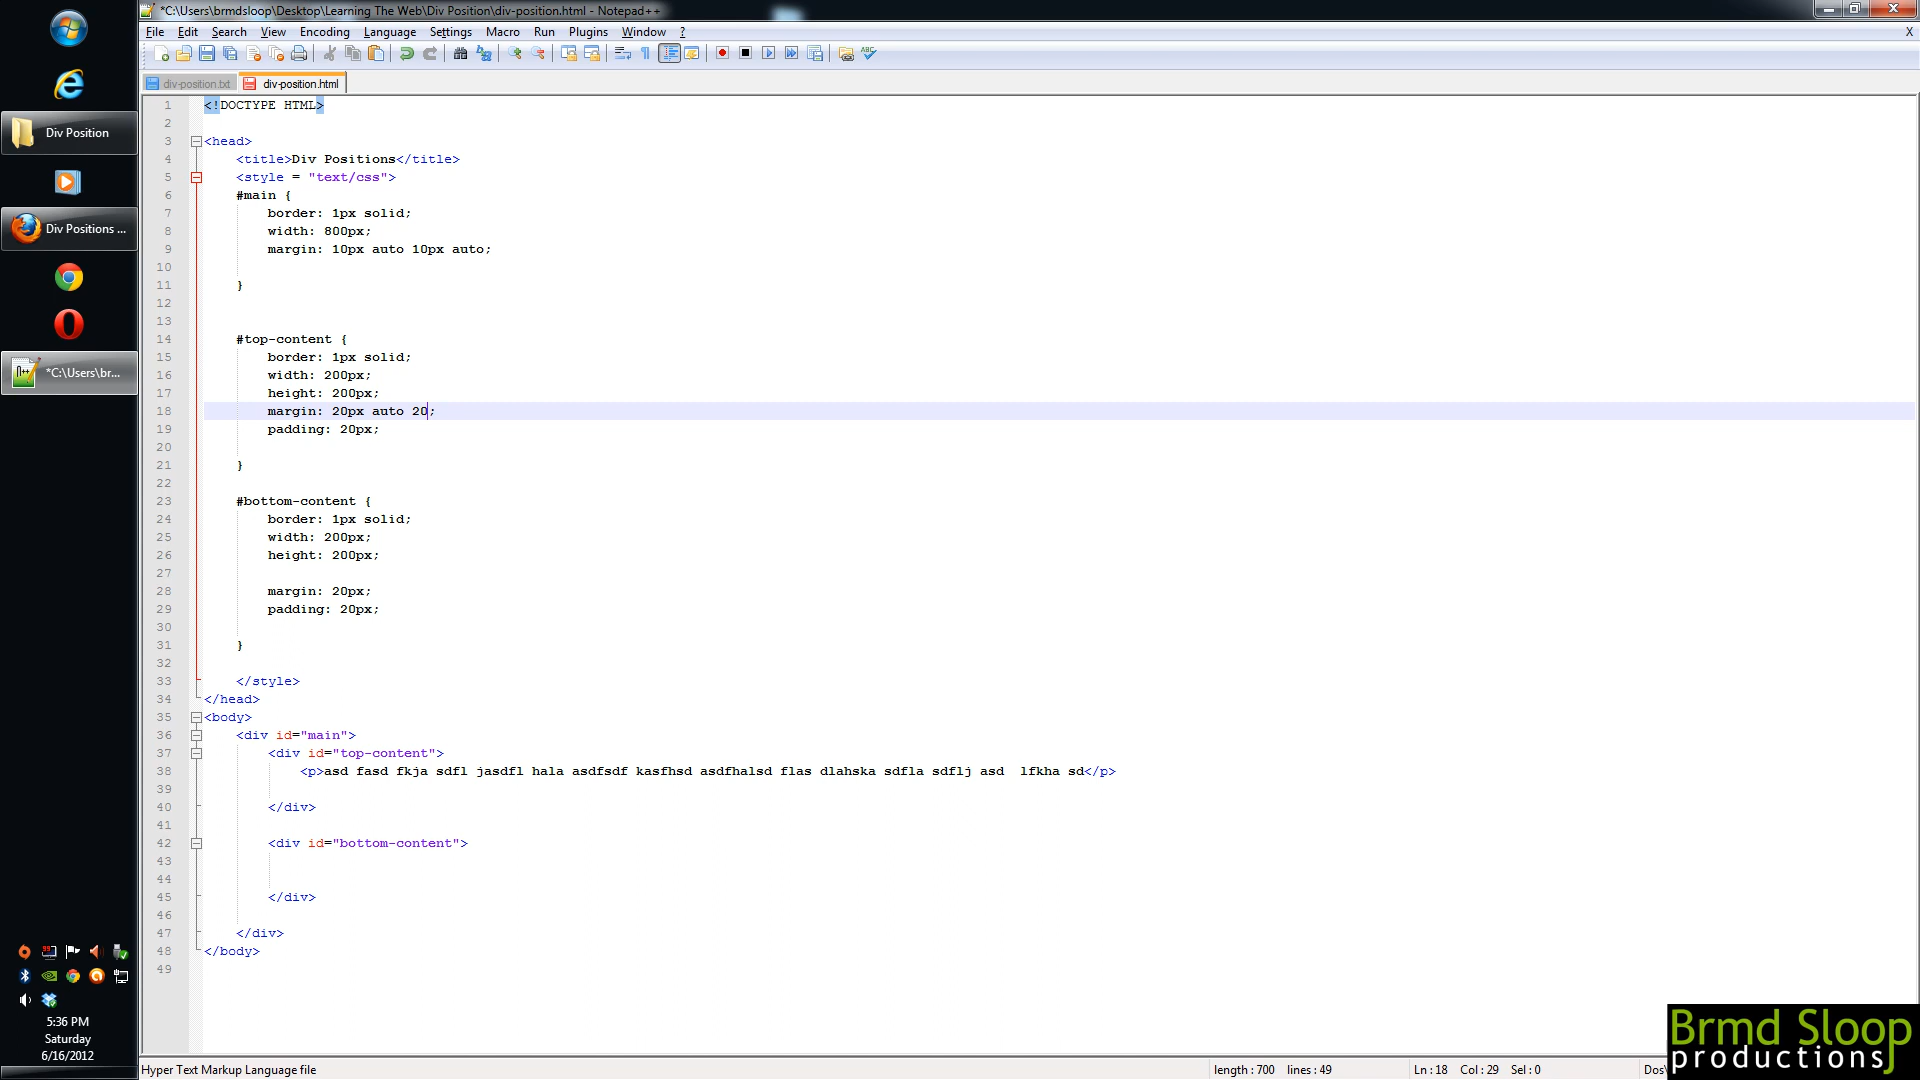 *C:\Users\brmdsloop\Desktop\Learning The Web\Div Position\div-position.html - Notepad++
File Edit Search View Encoding Language Settings Macro Run Plugins Window ? X
div-position.txt div-position.html
Div Position
Div Positions ...
*C:\Users\br...
1 <!DOCTYPE HTML>
2
3 <head>
4 <title>Div Positions</title>
5 <style = "text/css">
6 #main {
7 border: 1px solid;
8 width: 800px;
9 margin: 10px auto 10px auto;
10
11 }
12
13
14 #top-content {
15 border: 1px solid;
16 width: 200px;
17 height: 200px;
18 margin: 20px auto 20;
19 padding: 20px;
20
21 }
22
23 #bottom-content {
24 border: 1px solid;
25 width: 200px;
26 height: 200px;
27
28 margin: 20px;
29 padding: 20px;
30
31 }
32
33 </style>
34 </head>
35 <body>
36 <div id="main">
37 <div id="top-content">
38 <p>asd fasd fkja sdfl jasdfl hala asdfsdf kasfhsd asdfhalsd flas dlahska sdfla sdflj asd  lfkha sd</p>
39
40 </div>
41
42 <div id="bottom-content">
43
44
45 </div>
46
47 </div>
48 </body>
49
5:36 PM
Saturday
6/16/2012
Hyper Text Markup Language file length : 700 lines : 49 Ln : 18 Col : 29 Sel : 0 Dos\
Brmd Sloop
productions